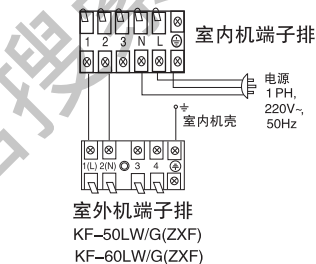 1 2 3 N L
室内机端子排
电源
1 PH,
220V~,
50Hz
室内机壳
1(L) 2(N) 3 4
室外机端子排
KF–50LW/G(ZXF)
KF–60LW/G(ZXF)